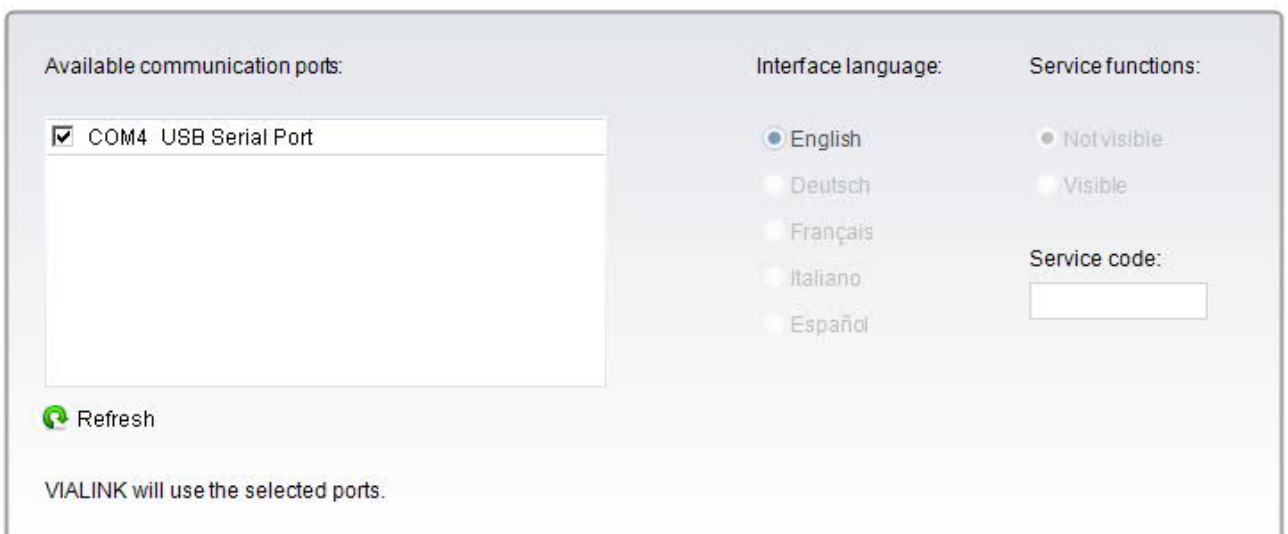 Available communication ports:
COM4 USB Serial Port
Refresh
VIALINK will use the selected ports.
Interface language:
English
Deutsch
Français
Italiano
Español
Service functions:
Not visible
Visible
Service code: